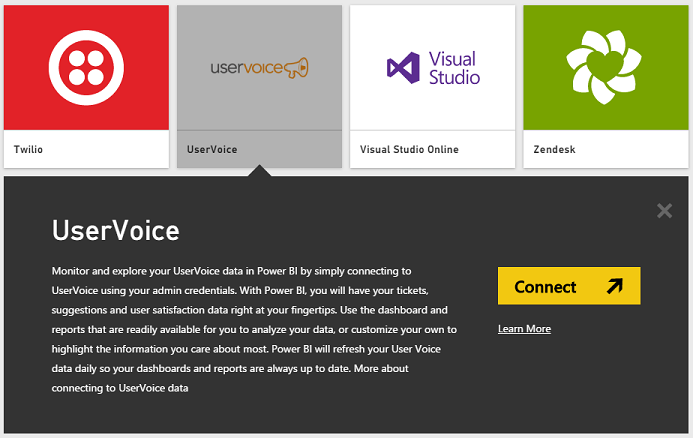 uservoice
Visual
Studio
Twilio
UserVoice
Visual Studio Online
Zendesk
UserVoice
Monitor and explore your UserVoice data in Power BI by simply connecting to
UserVoice using your admin credentials. With Power BI, you will have your tickets,
suggestions and user satisfaction data right at your fingertips. Use the dashboard and
reports that are readily available for you to analyze your data, or customize your own to
highlight the information you care about most. Power BI will refresh your User Voice
data daily so your dashboards and reports are always up to date. More about
connecting to UserVoice data
Connect
Learn More